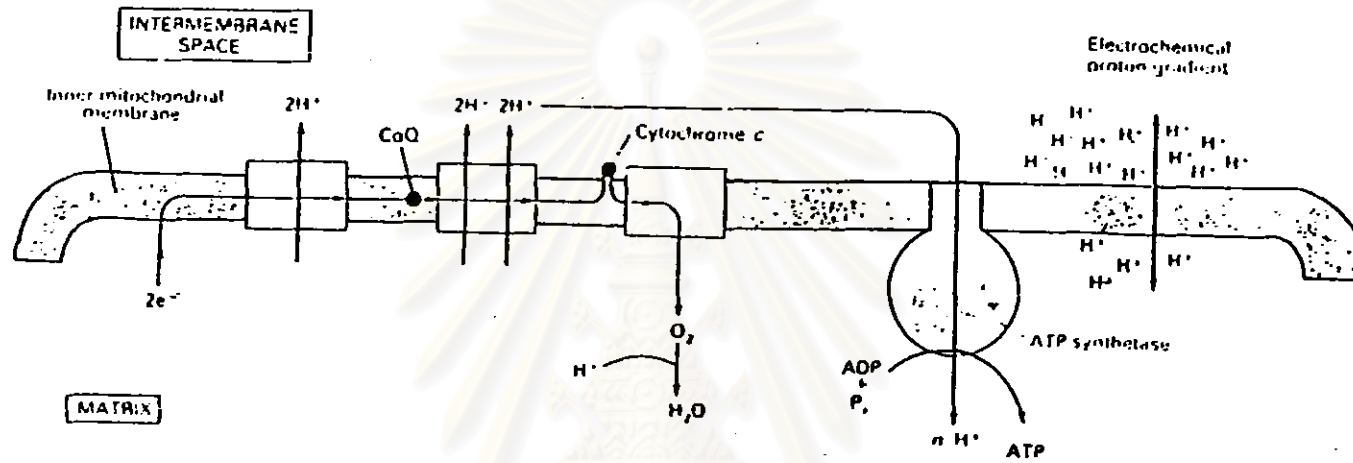 INTERMEMBRANE
SPACE
Electrochemical
proton gradient
Inner mitochondrial
membrane
2H⁺
CoQ
2H⁺ 2H⁺
Cytochrome c
H H⁺
H⁺ H⁺ H⁺ H⁺ H⁺
H⁺ H H⁺ H⁺ H⁺ H⁺ H⁺
H⁺
H⁺ H⁺ H⁺
2e⁻
O₂
H⁺
H₂O
ATP synthetase
ADP
+
P
n H⁺
ATP
MATRIX